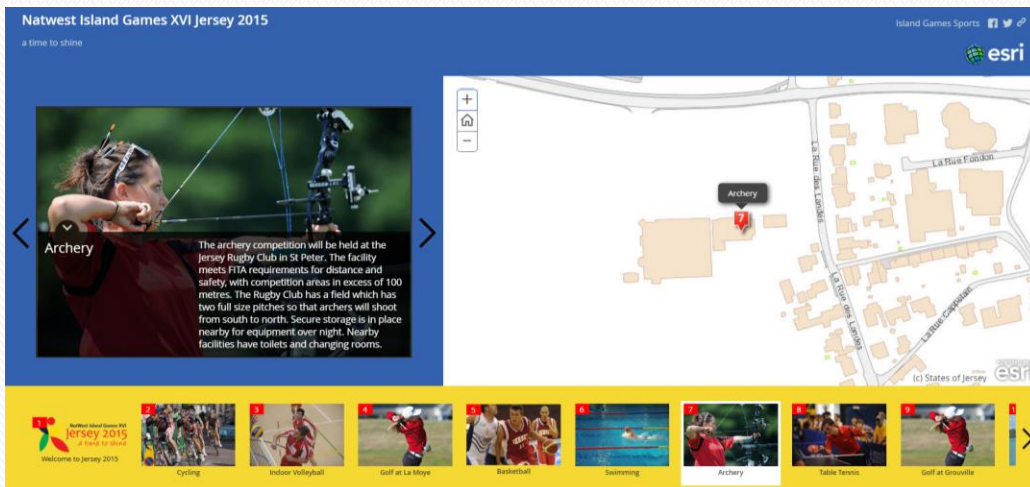 Natwest Island Games XVI Jersey 2015
a time to shine
Island Games Sports
esri
Archery
The archery competition will be held at the
Jersey Rugby Club in St Peter. The facility
meets FITA requirements for distance and
safety, with competition areas in excess of 100
metres. The Rugby Club has a field which has
two full size pitches so that archers will shoot
from south to north. Secure storage is in place
nearby for equipment over night. Nearby
facilities have toilets and changing rooms.
+
−
Archery
7
La Rue des Landes
La Rue Fondon
La Rue des Landes
La Rue Cappelain
(c) States of Jersey
esri
1
NatWest Island Games XVI
Jersey 2015
A time to shine
Welcome to Jersey 2015
2
Cycling
3
Indoor Volleyball
4
Golf at La Moye
5
Basketball
6
Swimming
7
Archery
8
Table Tennis
9
Golf at Grouville